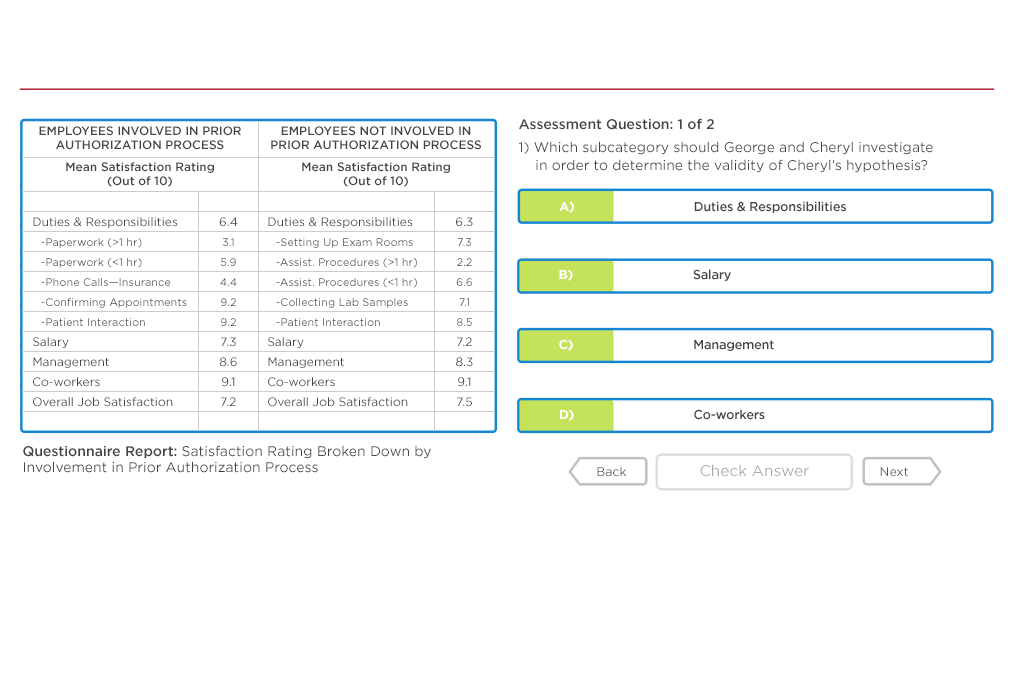 EMPLOYEES INVOLVED IN PRIOR
AUTHORIZATION PROCESS
EMPLOYEES NOT INVOLVED IN
PRIOR AUTHORIZATION PROCESS
Mean Satisfaction Rating
(Out of 10)
Mean Satisfaction Rating
(Out of 10)
Duties & Responsibilities 6.4 Duties & Responsibilities 6.3
-Paperwork (>1 hr) 3.1 -Setting Up Exam Rooms 7.3
-Paperwork (<1 hr) 5.9 -Assist. Procedures (>1 hr) 2.2
-Phone Calls—Insurance 4.4 -Assist. Procedures (<1 hr) 6.6
-Confirming Appointments 9.2 -Collecting Lab Samples 7.1
-Patient Interaction 9.2 -Patient Interaction 8.5
Salary 7.3 Salary 7.2
Management 8.6 Management 8.3
Co-workers 9.1 Co-workers 9.1
Overall Job Satisfaction 7.2 Overall Job Satisfaction 7.5
Questionnaire Report: Satisfaction Rating Broken Down by
Involvement in Prior Authorization Process
Assessment Question: 1 of 2
1) Which subcategory should George and Cheryl investigate
in order to determine the validity of Cheryl's hypothesis?
A) Duties & Responsibilities
B) Salary
C) Management
D) Co-workers
Back Check Answer Next